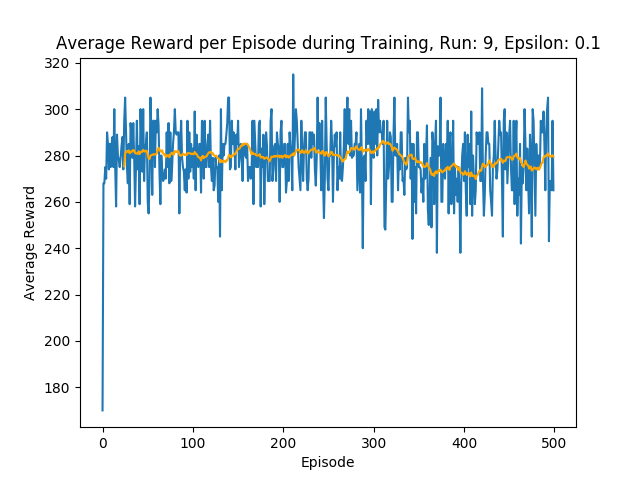 Average Reward per Episode during Training, Run: 9, Epsilon: 0.1
320
300
280
260
240
220
200
180
Average Reward
0 100 200 300 400 500
Episode